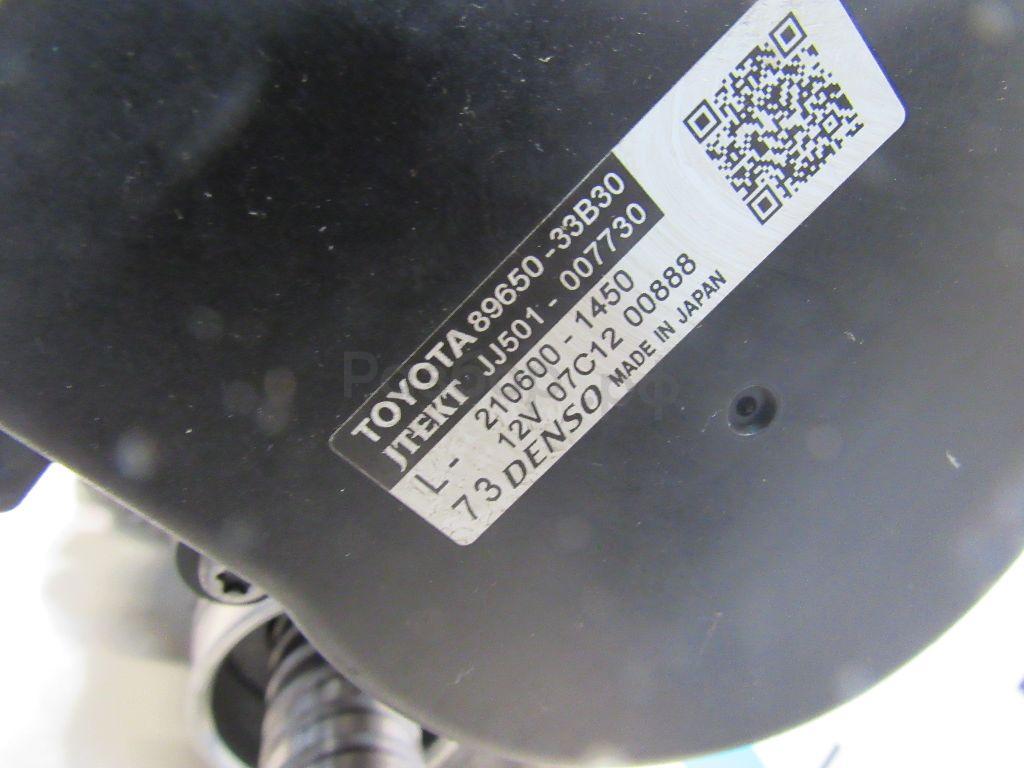 TOYOTA 89650-33B30
JTEKT JJ501-007730
L- 210600-1450
12V 07C12 00888
73 DENSO MADE IN JAPAN